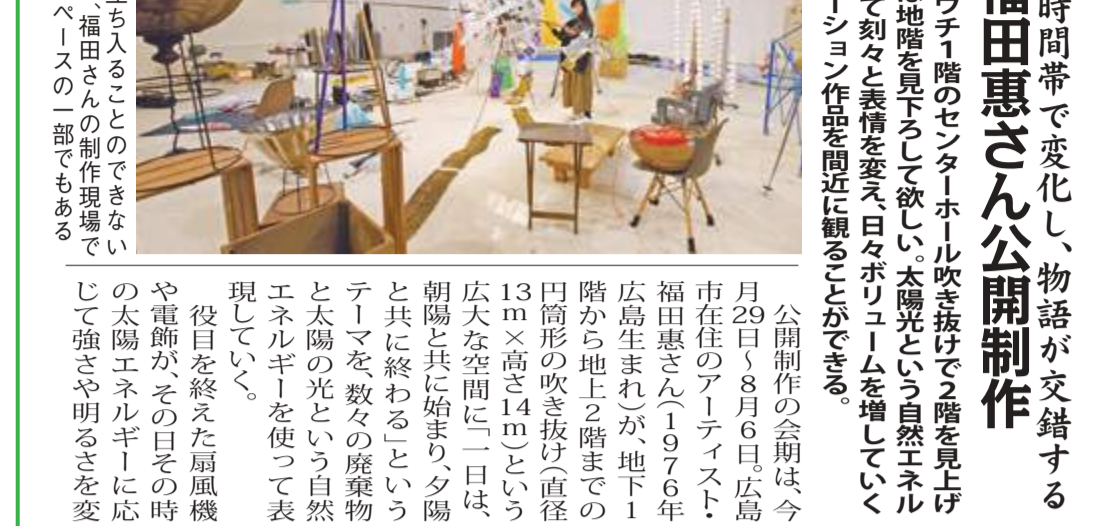 時間帯で変化し、物語が交錯する
福田恵さん公開制作
ウチ1階のセンターホール吹き抜けで2階を見上げ
は地階を見下ろして欲しい。太陽光という自然エネル
て刻々と表情を変え、日々ボリュームを増していく
ーション作品を間近に観ることができる。
公開制作の会期は、今
月29日〜8月6日。広島
市在住のアーティスト・
福田恵さん(1976年
広島生まれ)が、地下1
階から地上2階までの
円筒形の吹き抜け(直径
13m×高さ14m)という
広大な空間に「一日は、
朝陽と共に始まり、夕陽
と共に終わる」という
テーマを、数々の廃棄物
と太陽の光という自然
エネルギーを使って表
現していく。
役目を終えた扇風機
や電飾が、その日その時
の太陽エネルギーに応
じて強さや明るさを変
立ち入ることのできない
、福田さんの制作現場で
ペースの一部でもある